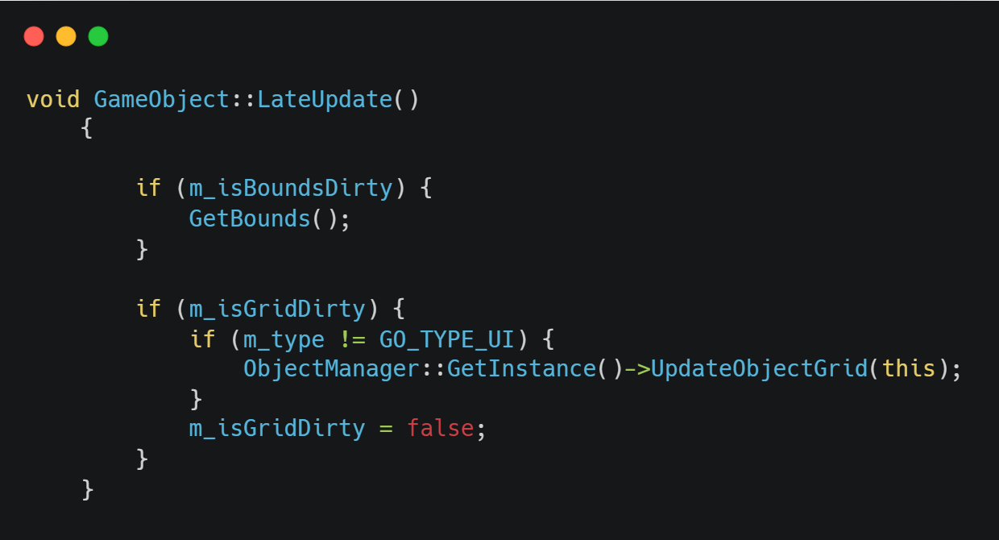 void GameObject::LateUpdate()
    {

        if (m_isBoundsDirty) {
            GetBounds();
        }

        if (m_isGridDirty) {
            if (m_type != GO_TYPE_UI) {
                ObjectManager::GetInstance()->UpdateObjectGrid(this);
            }
            m_isGridDirty = false;
        }
    }